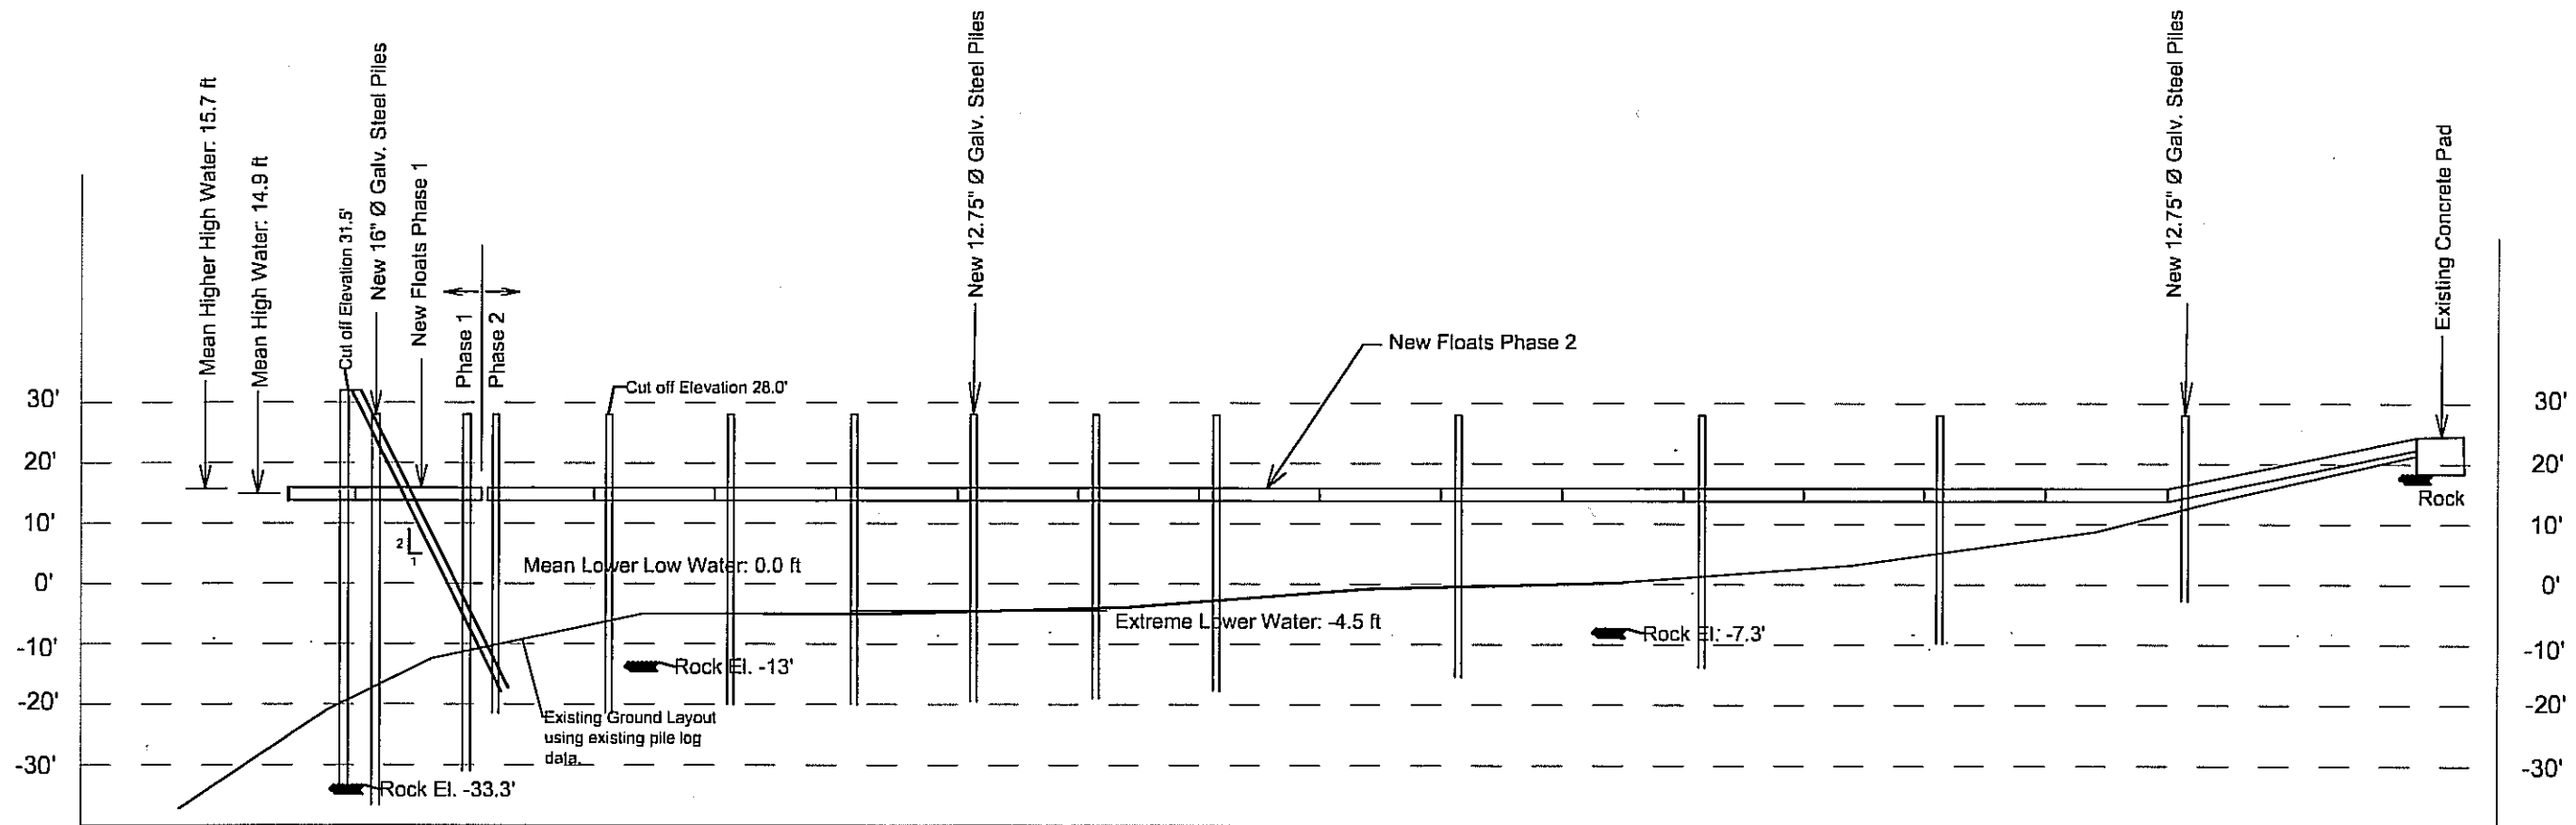 Mean Higher High Water: 15.7 ft
Mean High Water: 14.9 ft
Cut off Elevation 31.5'
New 16" Ø Galv. Steel Piles
New Floats Phase 1
Phase 1
Phase 2
New 12.75" Ø Galv. Steel Piles
New 12.75" Ø Galv. Steel Piles
Existing Concrete Pad
New Floats Phase 2
Cut off Elevation 28.0'
30'
30'
20'
20'
Rock
10'
10'
2
1
Mean Lower Low Water: 0.0 ft
0'
0'
Extreme Lower Water: -4.5 ft
Rock El. -7.3'
-10'
-10'
Rock El. -13'
-20'
-20'
Existing Ground Layout
using existing pile log
data.
-30'
-30'
Rock El. -33.3'